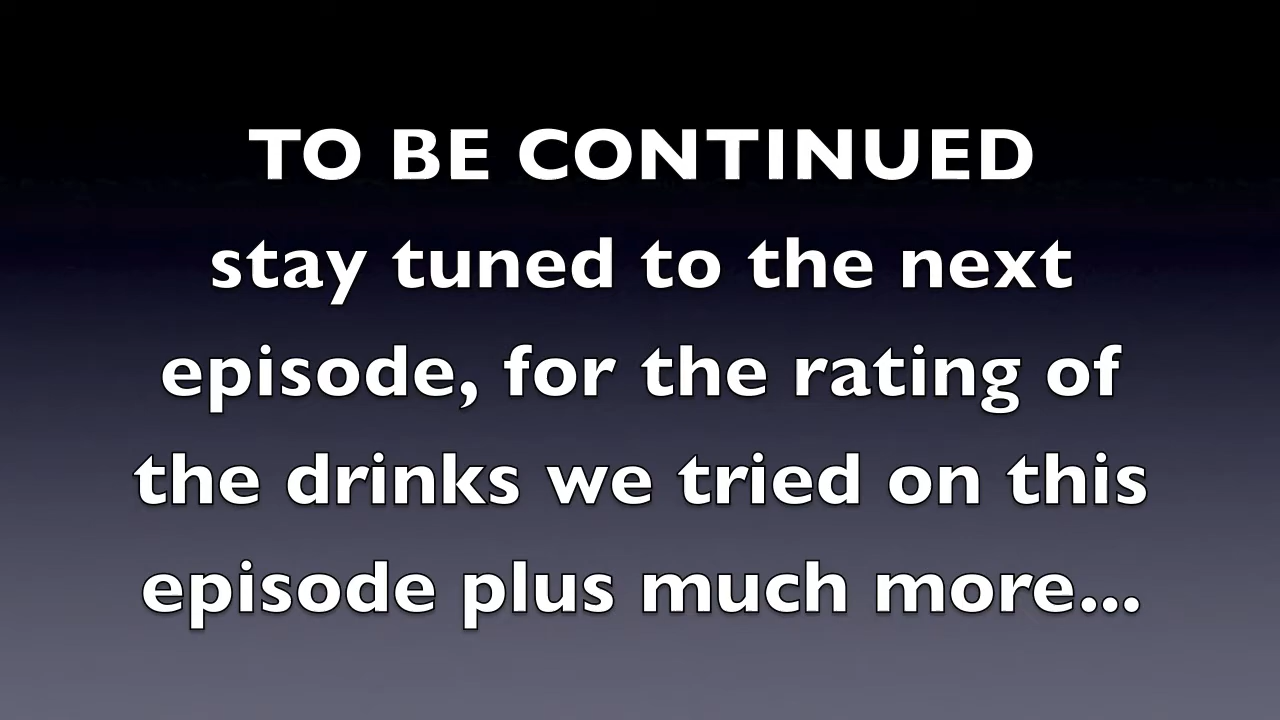 TO BE CONTINUED
stay tuned to the next
episode, for the rating of
the drinks we tried on this
episode plus much more...